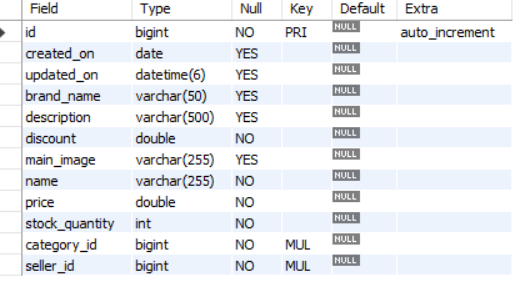 Field Type Null Key Default Extra
id bigint NO PRI NULL auto_increment
created_on date YES NULL
updated_on datetime(6) YES NULL
brand_name varchar(50) YES NULL
description varchar(500) YES NULL
discount double NO NULL
main_image varchar(255) YES NULL
name varchar(255) NO NULL
price double NO NULL
stock_quantity int NO NULL
category_id bigint NO MUL NULL
seller_id bigint NO MUL NULL